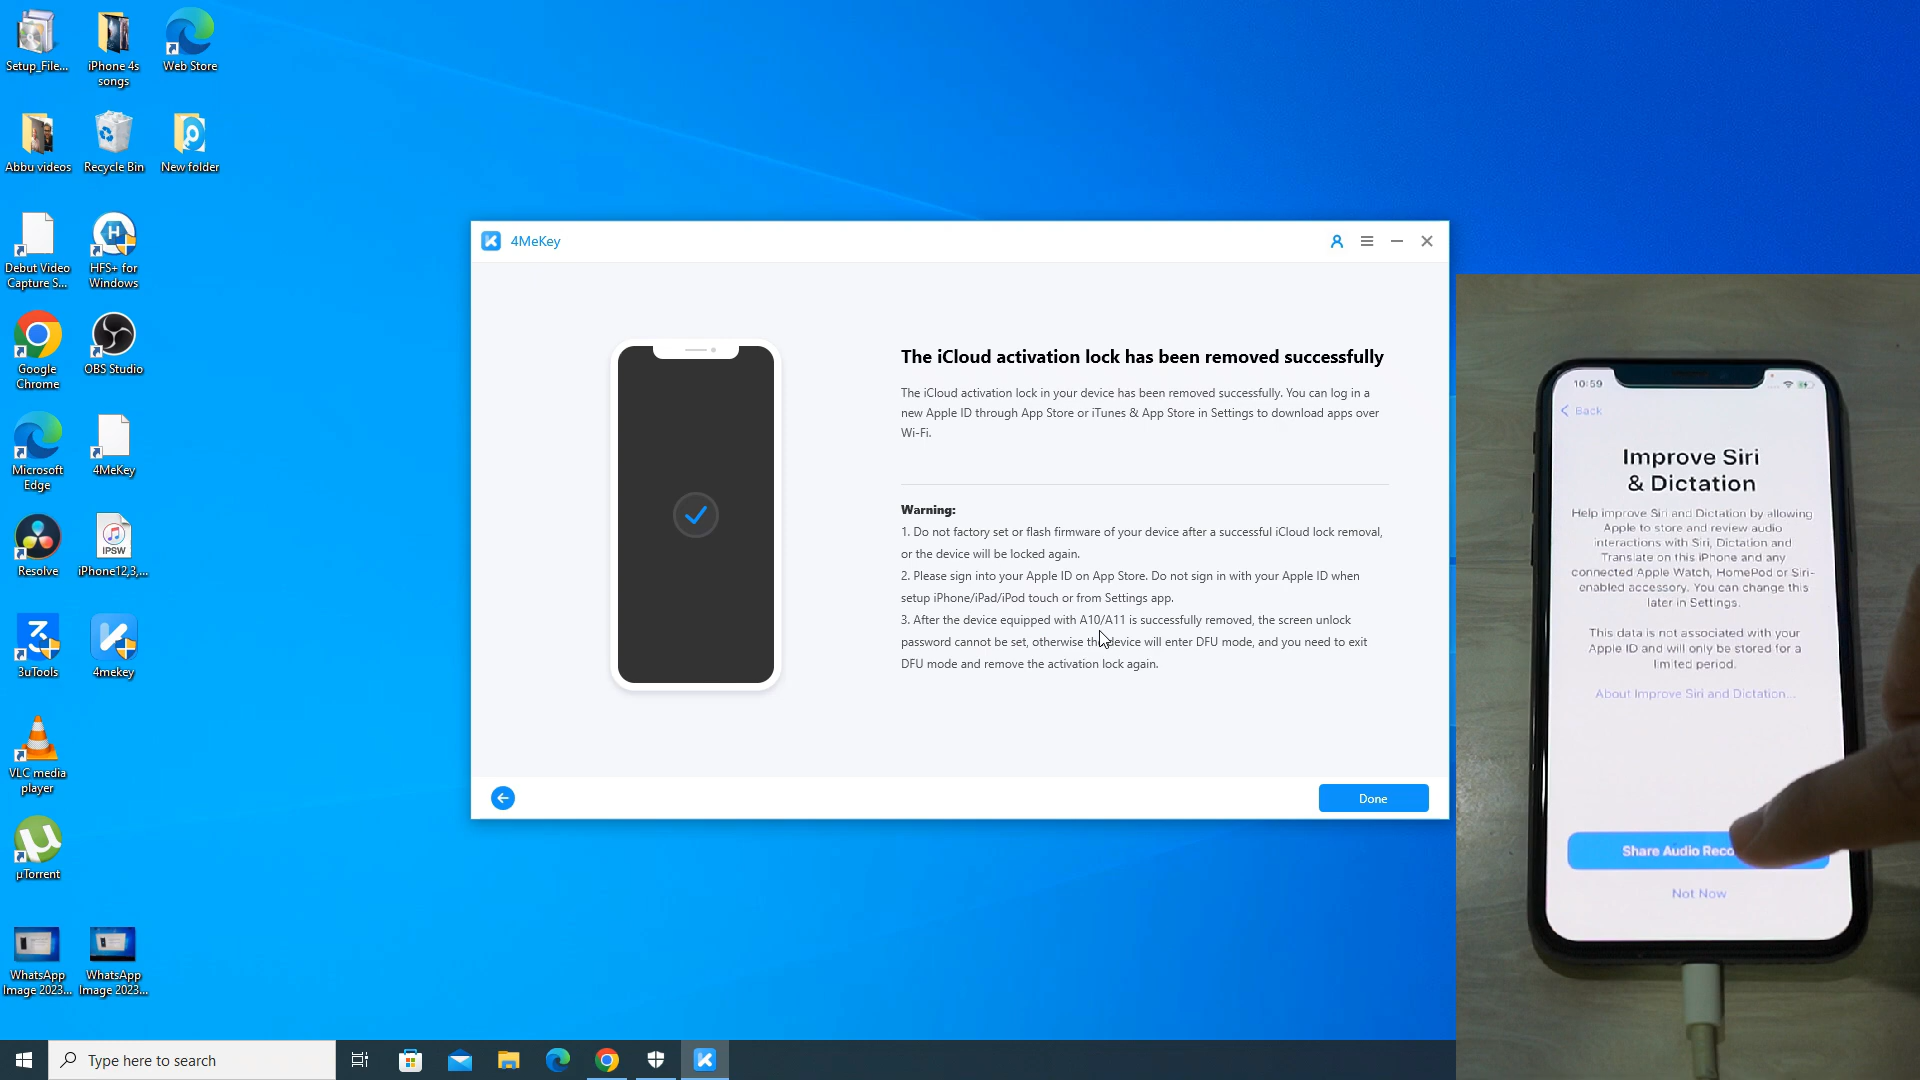 Setup_File...
iPhone 4s
songs
Web Store
Abbu videos
Recycle Bin
New folder
Debut Video
Capture S...
HFS+ for
Windows
Google
Chrome
OBS Studio
Microsoft
Edge
4MeKey
Resolve
IPSW
iPhone12,3,...
3uTools
4mekey
VLC media
player
µTorrent
WhatsApp
Image 2023...
WhatsApp
Image 2023...
4MeKey
The iCloud activation lock has been removed successfully
The iCloud activation lock in your device has been removed successfully. You can log in a
new Apple ID through App Store or iTunes & App Store in Settings to download apps over
Wi-Fi.
Warning:
1. Do not factory set or flash firmware of your device after a successful iCloud lock removal,
or the device will be locked again.
2. Please sign into your Apple ID on App Store. Do not sign in with your Apple ID when
setup iPhone/iPad/iPod touch or from Settings app.
3. After the device equipped with A10/A11 is successfully removed, the screen unlock
password cannot be set, otherwise the device will enter DFU mode, and you need to exit
DFU mode and remove the activation lock again.
Done
10:59
Back
Improve Siri
& Dictation
Help improve Siri and Dictation by allowing
Apple to store and review audio
interactions with Siri, Dictation and
Translate on this iPhone and any
connected Apple Watch, HomePod or Siri-
enabled accessory. You can change this
later in Settings.
This data is not associated with your
Apple ID and will only be stored for a
limited period.
About Improve Siri and Dictation...
Share Audio Reco
Not Now
Type here to search